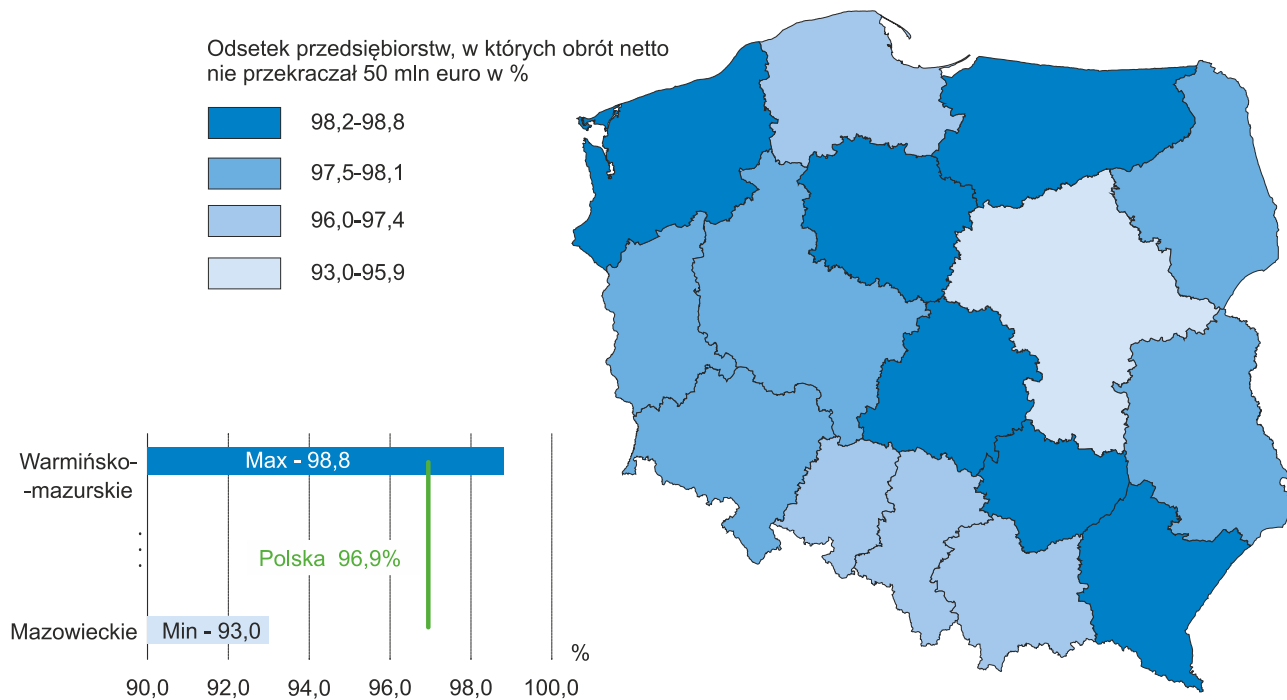 Odsetek przedsiębiorstw, w których obrót netto
nie przekraczał 50 mln euro w %
98,2-98,8
97,5-98,1
96,0-97,4
93,0-95,9
Warmińsko-
-mazurskie
Max - 98,8
Polska 96,9%
Mazowieckie
Min - 93,0
%
90,0 92,0 94,0 96,0 98,0 100,0